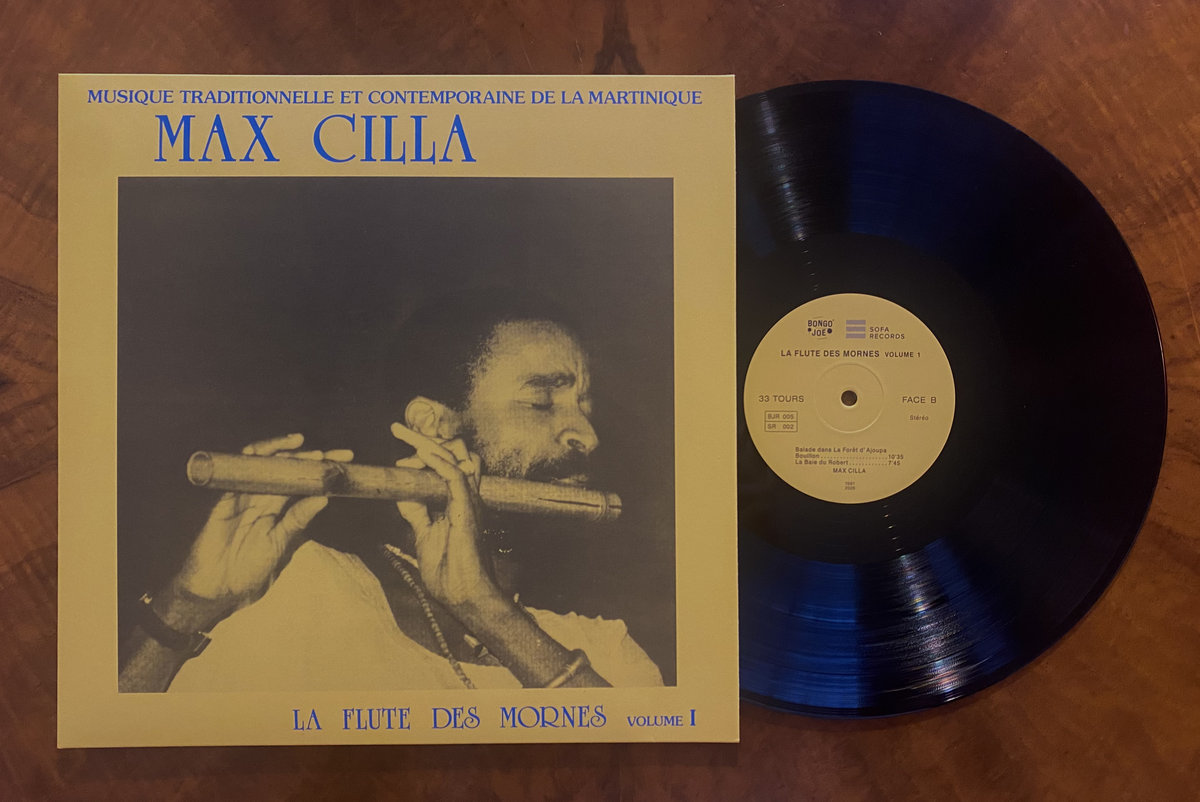 MUSIQUE TRADITIONNELLE ET CONTEMPORAINE DE LA MARTINIQUE
MAX CILLA
LA FLUTE DES MORNES VOLUME I
BONGO JOE
SOFA RECORDS
LA FLUTE DES MORNES VOLUME 1
33 TOURS
FACE B
BJR 005
SR 002
Stéréo
Balade dans La Forêt d'Ajoupa
Bouillon....................10'35
La Baie du Robert............7'45
MAX CILLA